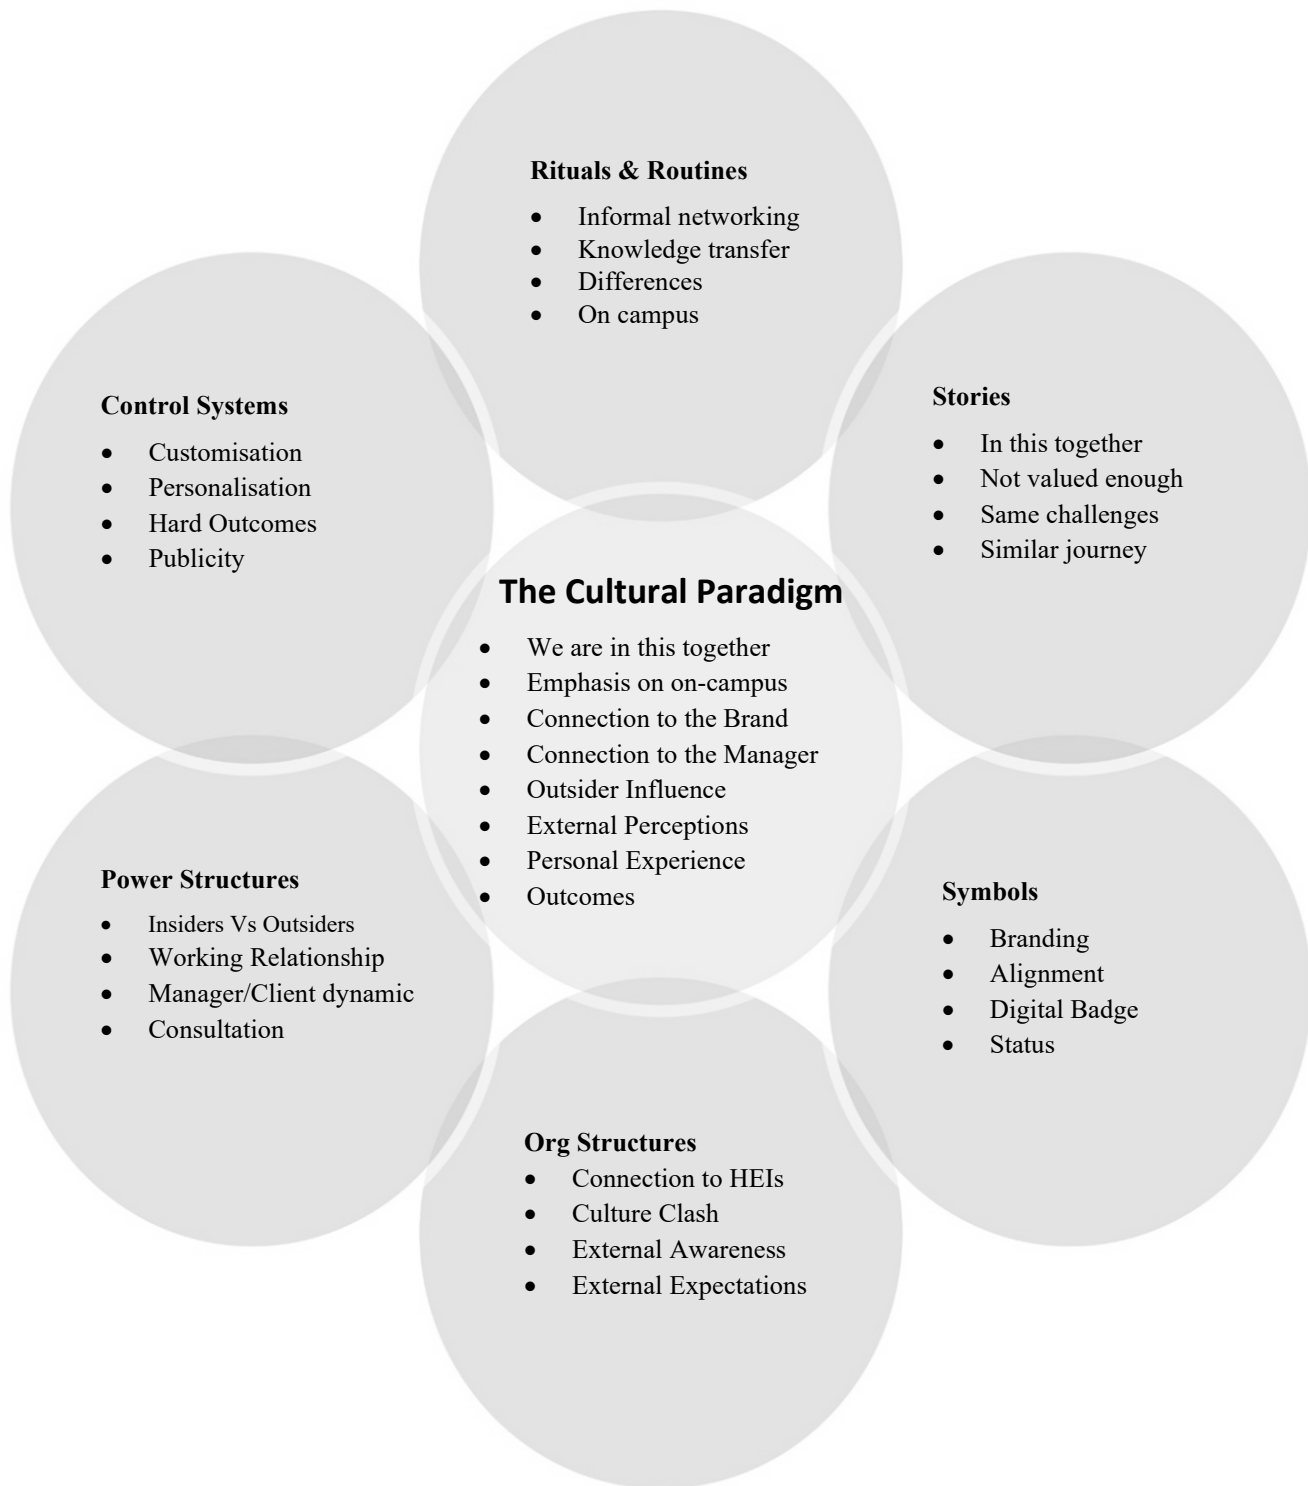 Rituals & Routines
• Informal networking
• Knowledge transfer
• Differences
• On campus
Control Systems
• Customisation
• Personalisation
• Hard Outcomes
• Publicity
Stories
• In this together
• Not valued enough
• Same challenges
• Similar journey
The Cultural Paradigm
• We are in this together
• Emphasis on on-campus
• Connection to the Brand
• Connection to the Manager
• Outsider Influence
• External Perceptions
• Personal Experience
• Outcomes
Power Structures
• Insiders Vs Outsiders
• Working Relationship
• Manager/Client dynamic
• Consultation
Symbols
• Branding
• Alignment
• Digital Badge
• Status
Org Structures
• Connection to HEIs
• Culture Clash
• External Awareness
• External Expectations